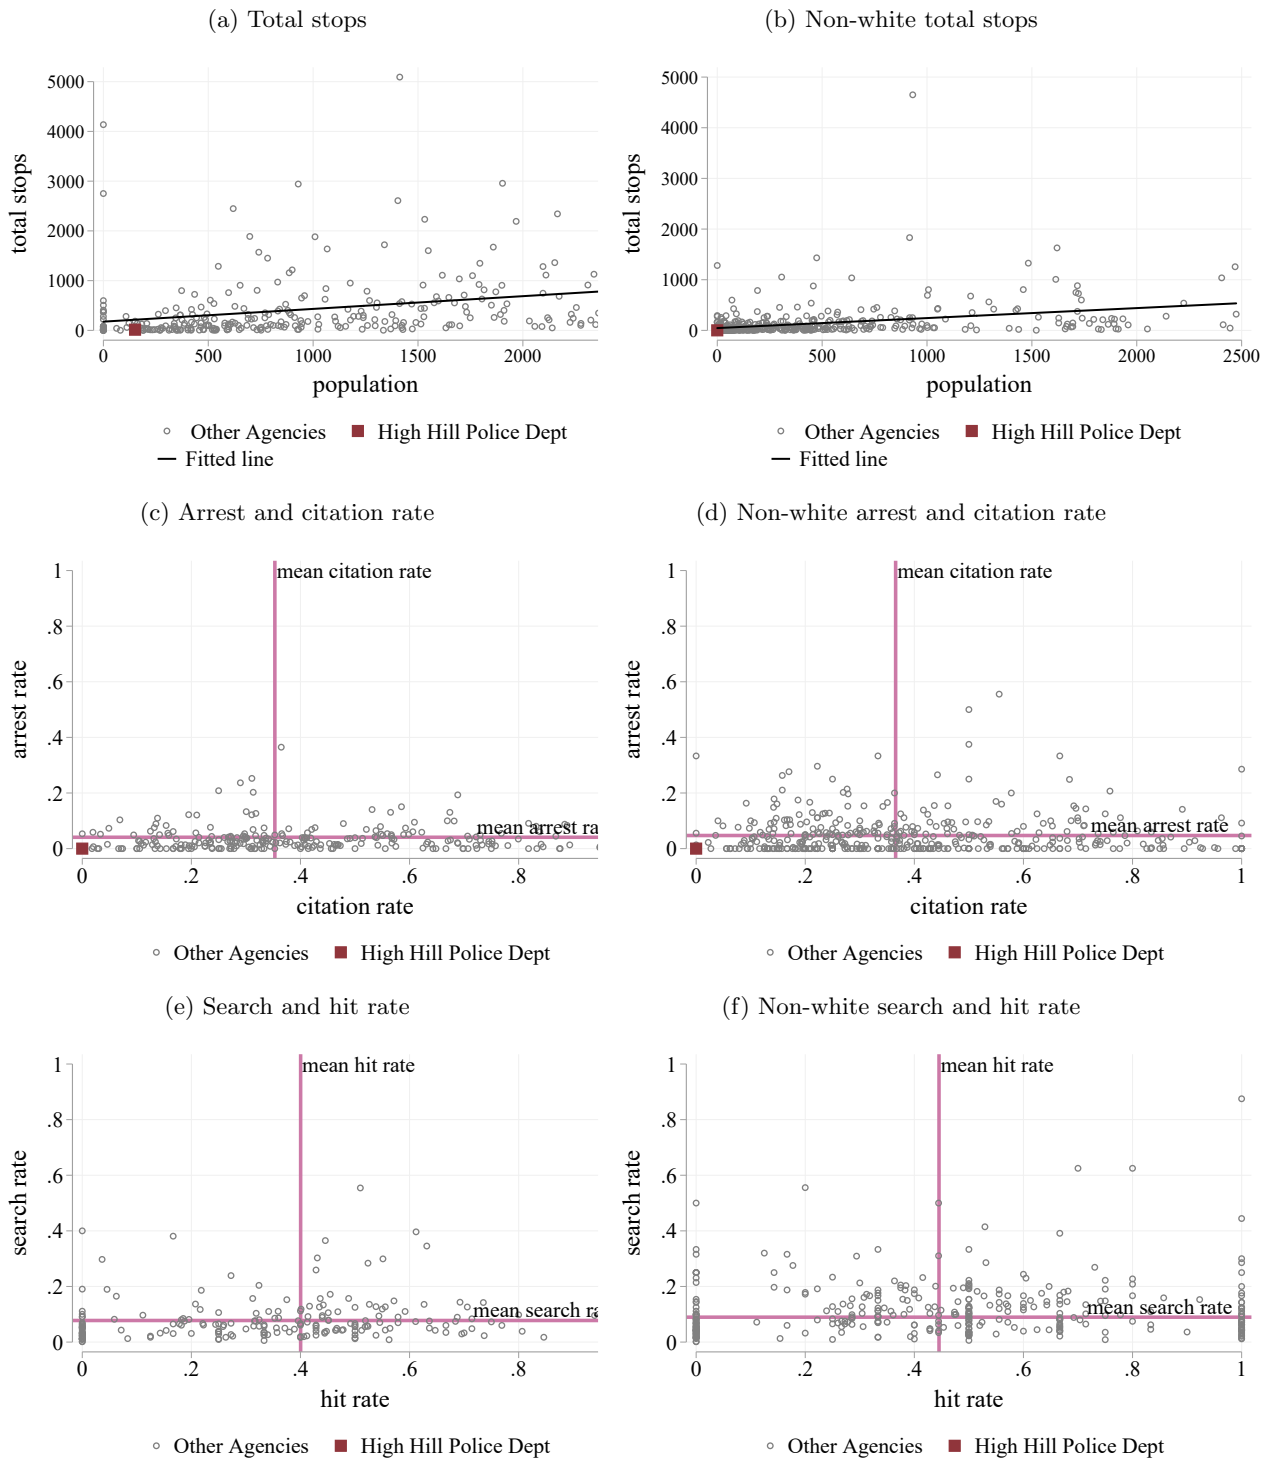 (a) Total stops
(b) Non-white total stops
total stops
5000
4000
3000
2000
1000
0
0 500 1000 1500 2000
population
Other Agencies High Hill Police Dept
Fitted line
total stops
5000
4000
3000
2000
1000
0
0 500 1000 1500 2000 2500
population
Other Agencies High Hill Police Dept
Fitted line
(c) Arrest and citation rate
(d) Non-white arrest and citation rate
arrest rate
1
.8
.6
.4
.2
0
mean citation rate
mean arrest ra
0 .2 .4 .6 .8
citation rate
Other Agencies High Hill Police Dept
arrest rate
1
.8
.6
.4
.2
0
mean citation rate
mean arrest rate
0 .2 .4 .6 .8 1
citation rate
Other Agencies High Hill Police Dept
(e) Search and hit rate
(f) Non-white search and hit rate
search rate
1
.8
.6
.4
.2
0
mean hit rate
mean search ra
0 .2 .4 .6 .8
hit rate
Other Agencies High Hill Police Dept
search rate
1
.8
.6
.4
.2
0
mean hit rate
mean search rate
0 .2 .4 .6 .8 1
hit rate
Other Agencies High Hill Police Dept